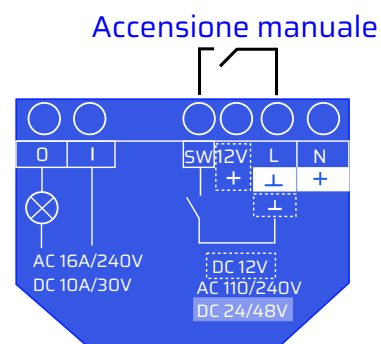 Accensione manuale
O I SW 12V L N
+ ⊥ +
⊥
AC 16A/240V
DC 10A/30V
DC 12V
AC 110/240V
DC 24/48V